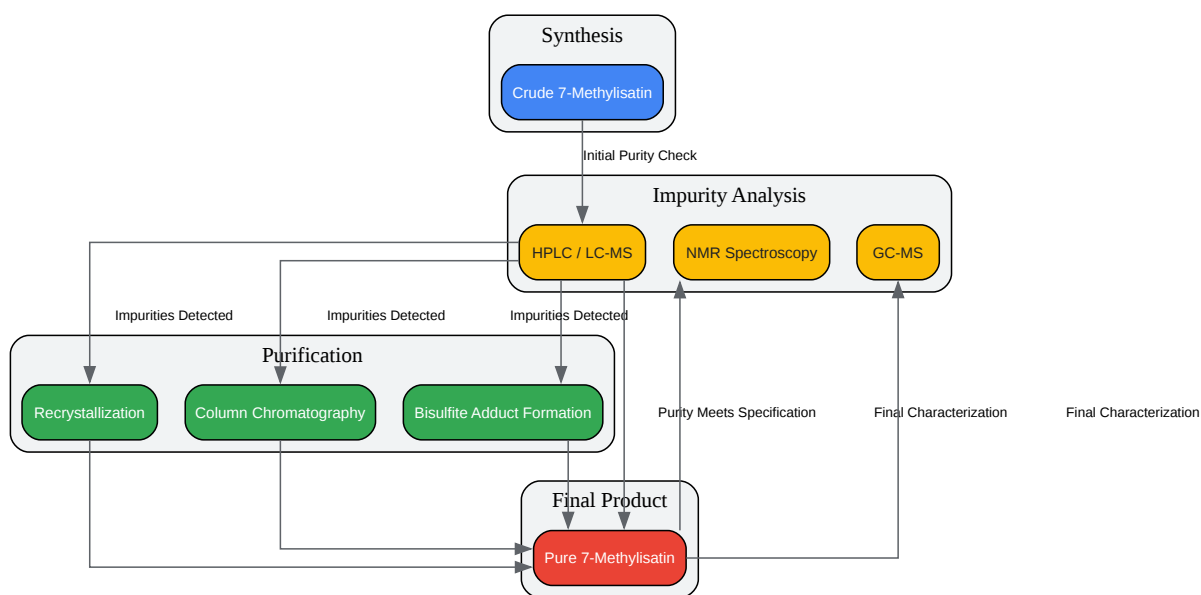 Synthesis
Crude 7-Methylisatin
Initial Purity Check
Impurity Analysis
HPLC / LC-MS
NMR Spectroscopy
GC-MS
Impurities Detected
Impurities Detected
Impurities Detected
Purification
Recrystallization
Column Chromatography
Bisulfite Adduct Formation
Purity Meets Specification
Final Characterization
Final Characterization
Final Product
Pure 7-Methylisatin